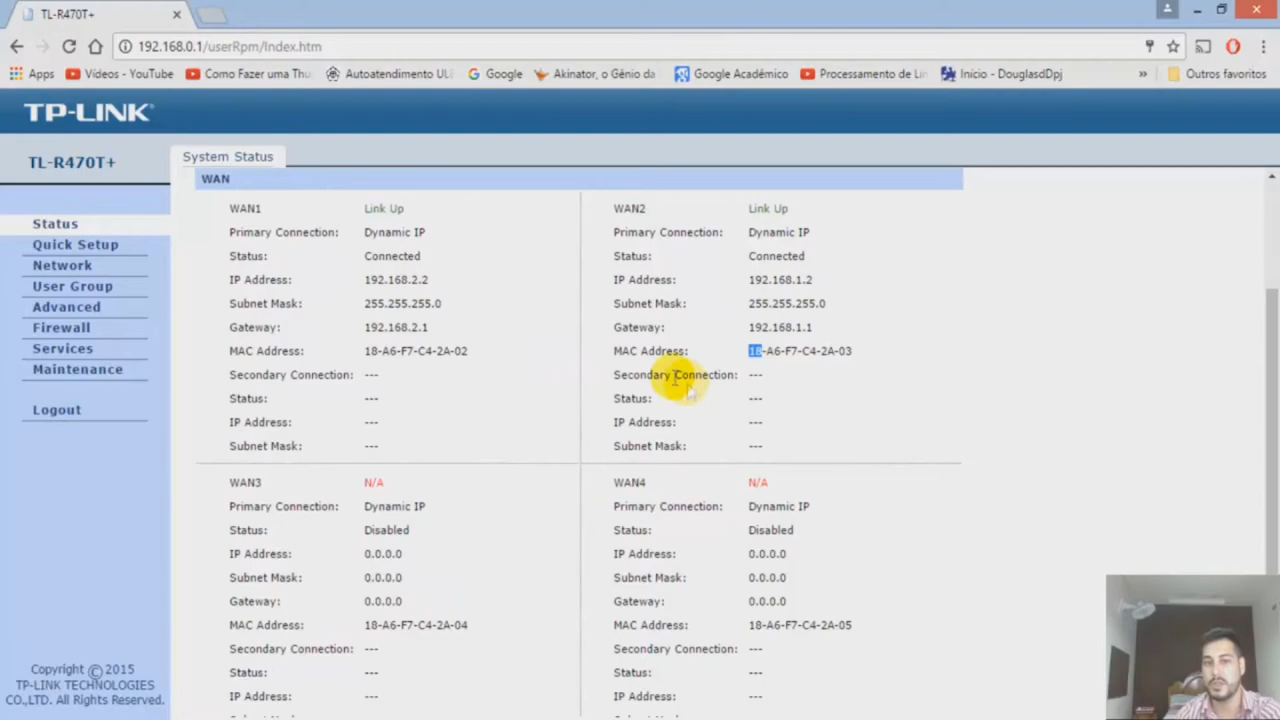 TL-R470T+
192.168.0.1/userRpm/Index.htm
Apps Vídeos - YouTube Como Fazer uma Thu Autoatendimento UL Google Akinator, o Gênio da Google Acadêmico Processamento de Lin Início - DouglasdDpj » Outros favoritos
TP-LINK
TL-R470T+ System Status
Status
Quick Setup
Network
User Group
Advanced
Firewall
Services
Maintenance
Logout
Copyright © 2015
TP-LINK TECHNOLOGIES
CO.,LTD. All Rights Reserved.
WAN
WAN1 Link Up
Primary Connection: Dynamic IP
Status: Connected
IP Address: 192.168.2.2
Subnet Mask: 255.255.255.0
Gateway: 192.168.2.1
MAC Address: 18-A6-F7-C4-2A-02
Secondary Connection: ---
Status: ---
IP Address: ---
Subnet Mask: ---
WAN2 Link Up
Primary Connection: Dynamic IP
Status: Connected
IP Address: 192.168.1.2
Subnet Mask: 255.255.255.0
Gateway: 192.168.1.1
MAC Address: 18-A6-F7-C4-2A-03
Secondary Connection: ---
Status: ---
IP Address: ---
Subnet Mask: ---
WAN3 N/A
Primary Connection: Dynamic IP
Status: Disabled
IP Address: 0.0.0.0
Subnet Mask: 0.0.0.0
Gateway: 0.0.0.0
MAC Address: 18-A6-F7-C4-2A-04
Secondary Connection: ---
Status: ---
IP Address: ---
WAN4 N/A
Primary Connection: Dynamic IP
Status: Disabled
IP Address: 0.0.0.0
Subnet Mask: 0.0.0.0
Gateway: 0.0.0.0
MAC Address: 18-A6-F7-C4-2A-05
Secondary Connection: ---
Status: ---
IP Address: ---